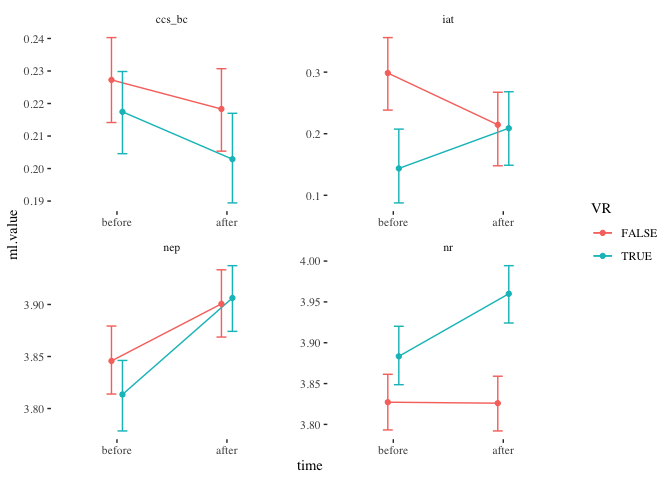 ccs_bc
iat
0.24
0.23
0.22
0.21
0.20
0.19
before
after
0.3
0.2
0.1
before
after
nep
nr
3.90
3.85
3.80
before
after
4.00
3.95
3.90
3.85
3.80
before
after
ml.value
time
VR
FALSE
TRUE